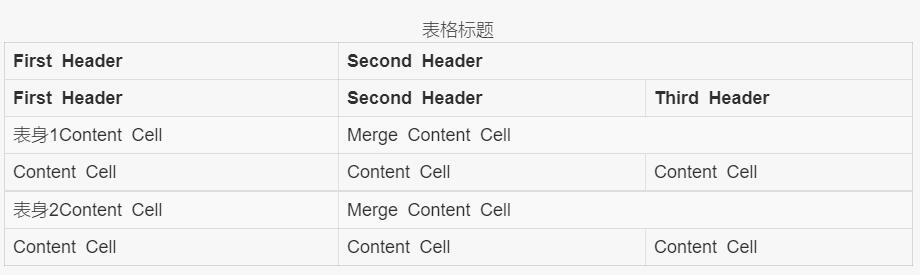 表格标题
First Header Second Header
First Header Second Header Third Header
表身1Content Cell Merge Content Cell
Content Cell Content Cell Content Cell
表身2Content Cell Merge Content Cell
Content Cell Content Cell Content Cell